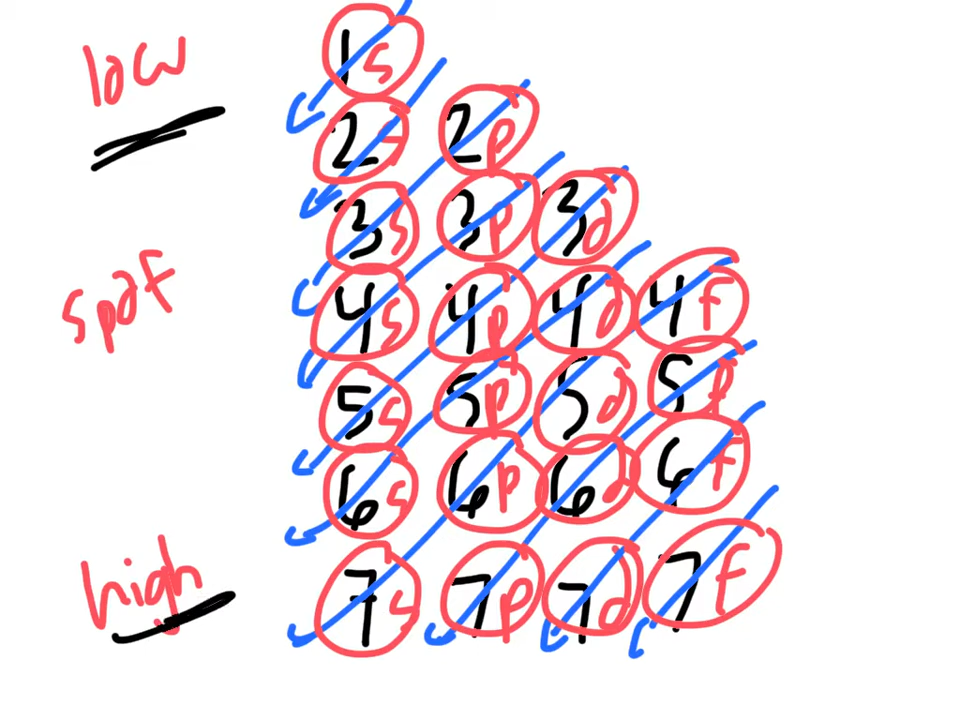 low
1s
2s 2p
3s 3p 3d
spdf
4s 4p 4d 4f
5s 5p 5d 5f
6s 6p 6d 6f
high
7s 7p 7d 7f